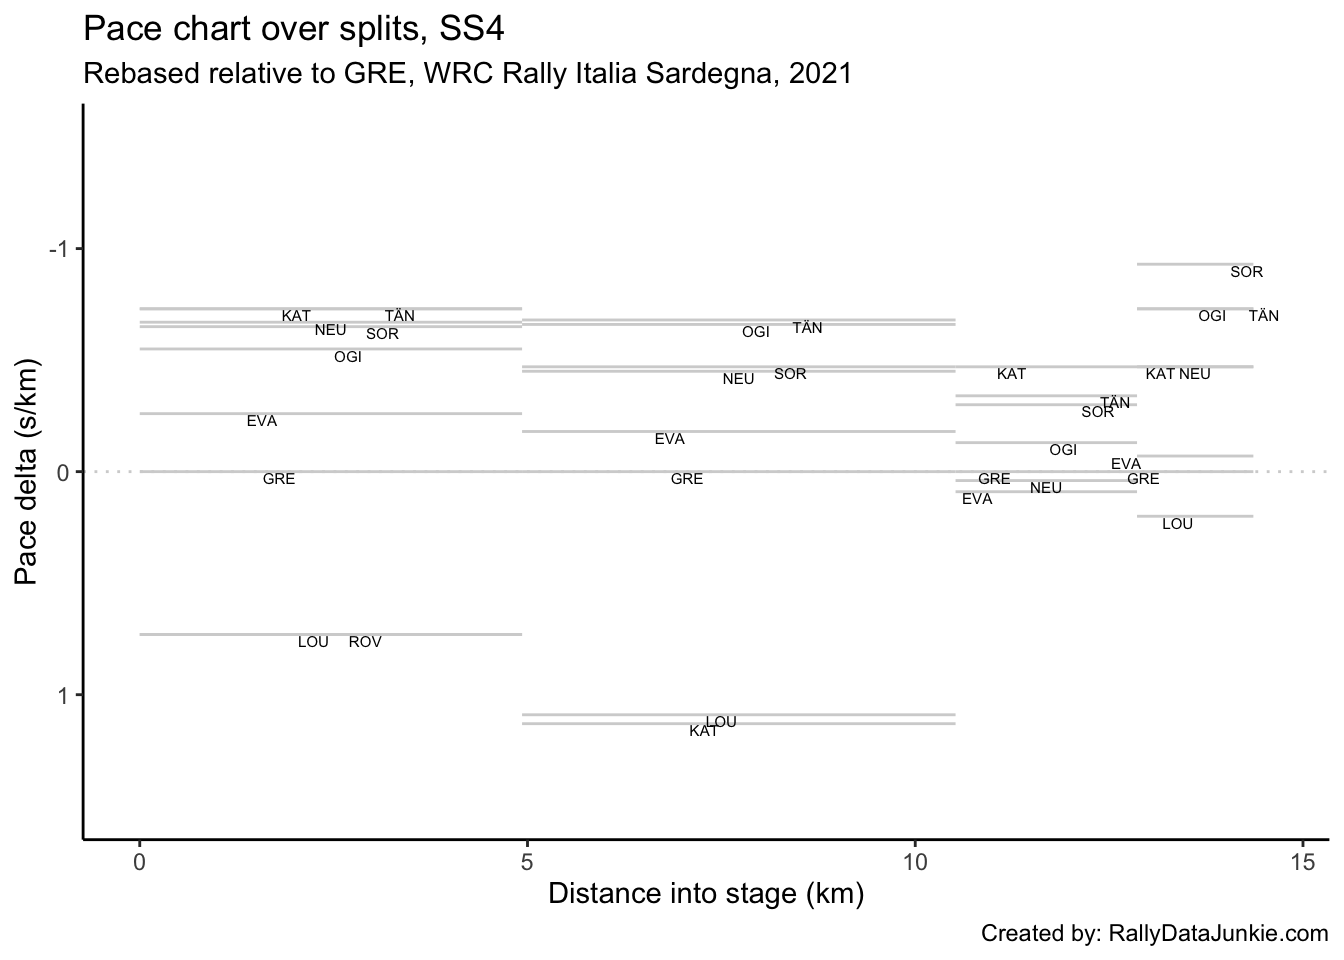 Pace chart over splits, SS4
Rebased relative to GRE, WRC Rally Italia Sardegna, 2021
Pace delta (s/km)
-1
0
1
SOR
KAT TÄN OGI TÄN
NEU SOR OGI TÄN
OGI
NEU SOR KAT KAT NEU
TÄN
SOR
EVA
EVA OGI
EVA
GRE GRE GRE GRE
NEU
EVA
LOU
LOU ROV
LOU
KAT
0 5 10 15
Distance into stage (km)
Created by: RallyDataJunkie.com